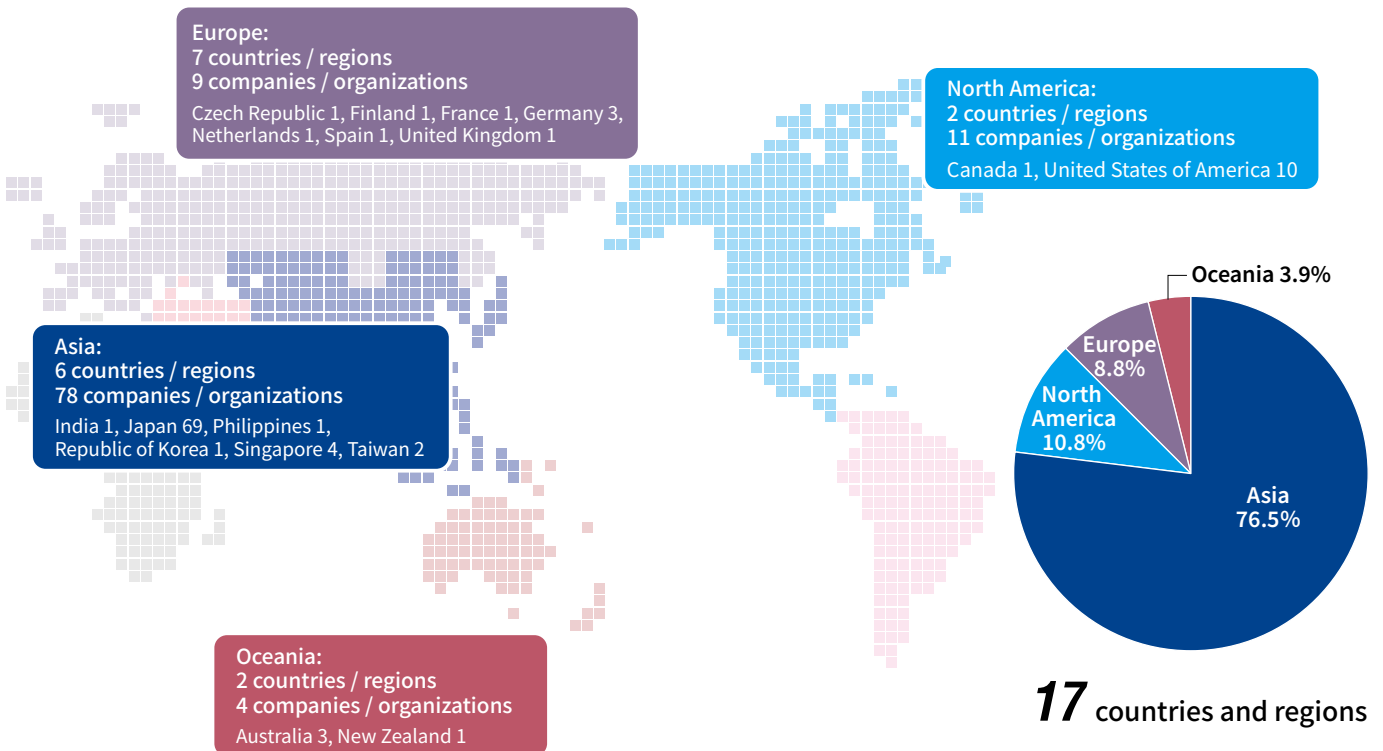 Europe:
7 countries / regions
9 companies / organizations
Czech Republic 1, Finland 1, France 1, Germany 3,
Netherlands 1, Spain 1, United Kingdom 1
North America:
2 countries / regions
11 companies / organizations
Canada 1, United States of America 10
Asia:
6 countries / regions
78 companies / organizations
India 1, Japan 69, Philippines 1,
Republic of Korea 1, Singapore 4, Taiwan 2
Oceania:
2 countries / regions
4 companies / organizations
Australia 3, New Zealand 1
Oceania 3.9%
Europe
8.8%
North
America
10.8%
Asia
76.5%
17 countries and regions